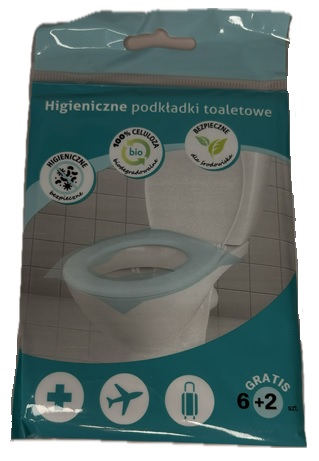 Higieniczne podkładki toaletowe
HIGIENICZNE
bezpieczne
100% CELULOZA
bio
biodegradowalne
BEZPIECZNE
dla środowiska
GRATIS
6+2 szt.